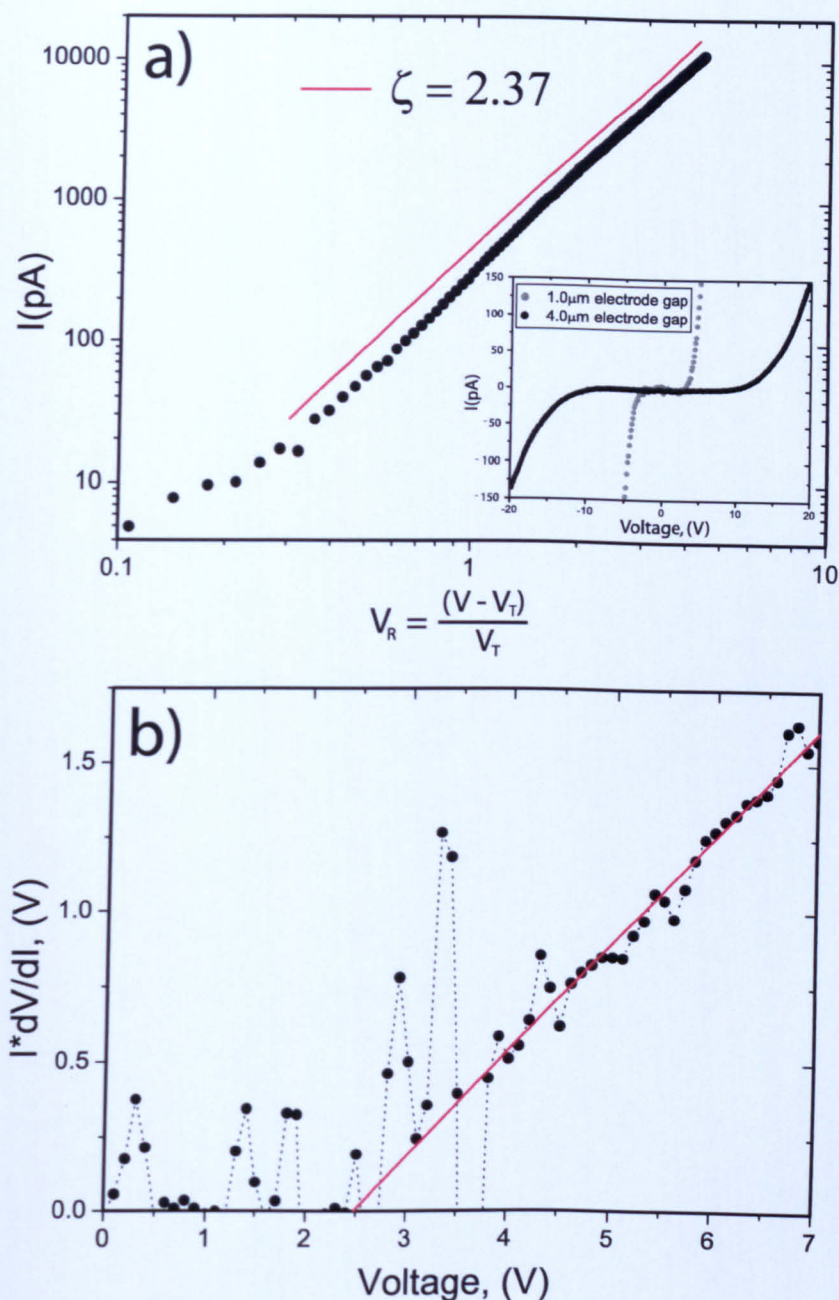 a)
ζ = 2.37
10000
1000
100
10
I(pA)
0.1
1
10
150
100
50
0
-50
-100
-150
I(pA)
1.0μm electrode gap
4.0μm electrode gap
-20
-10
0
10
20
Voltage, (V)
V_R = (V - V_T) / V_T
b)
1.5
1.0
0.5
0.0
I*dV/dI, (V)
0
1
2
3
4
5
6
7
Voltage, (V)